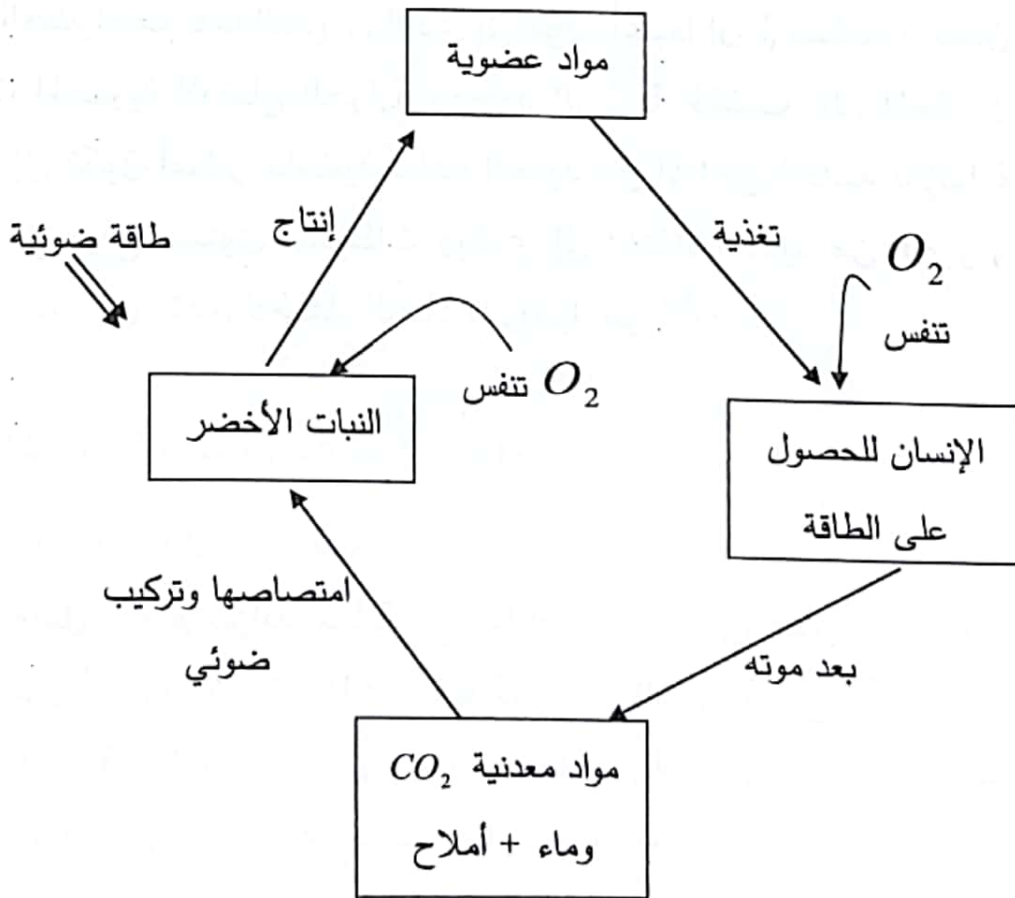 مواد عضوية
طاقة ضوئية
إنتاج
تغذية
O₂
تنفس
O₂ تنفس
النبات الأخضر
الإنسان للحصول
على الطاقة
امتصاصها وتركيب
ضوئي
بعد موته
مواد معدنية CO₂
وماء + أملاح